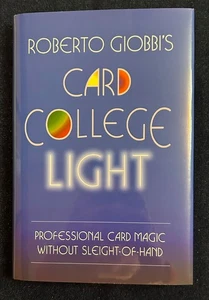 ROBERTO GIOBBI'S
CARD
COLLEGE
LIGHT
PROFESSIONAL CARD MAGIC
WITHOUT SLEIGHT-OF-HAND